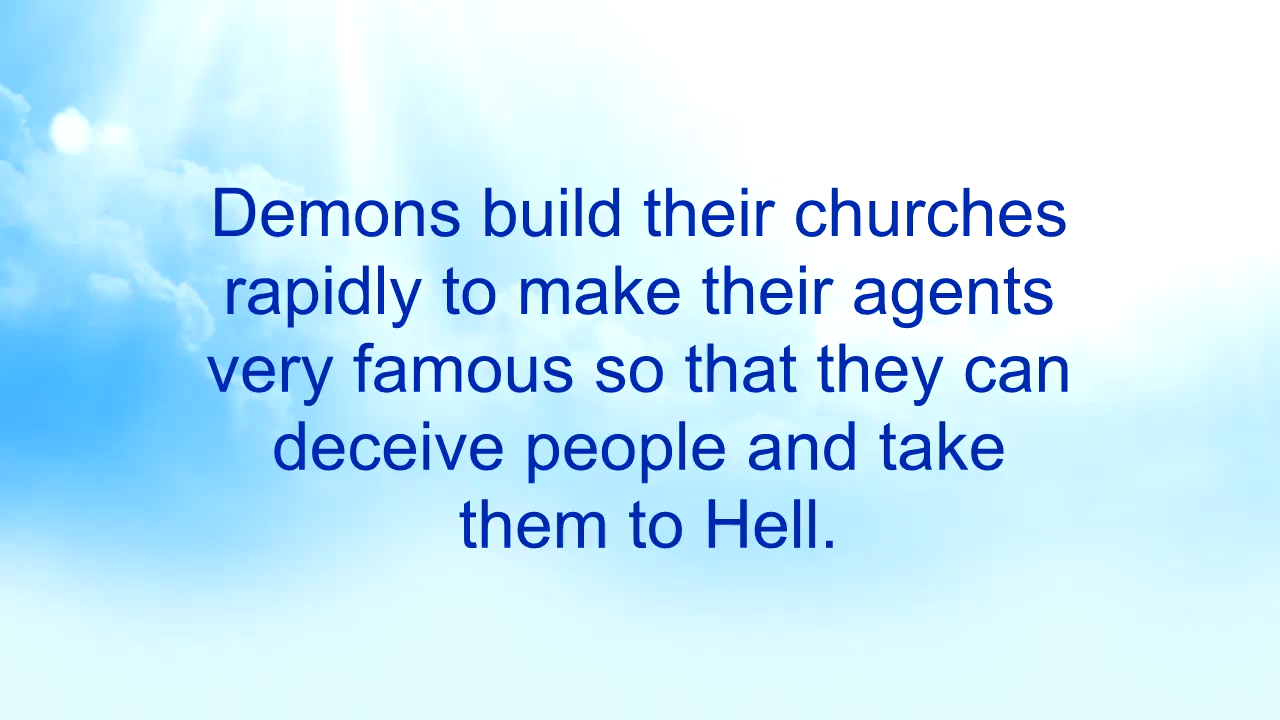 Demons build their churches
rapidly to make their agents
very famous so that they can
deceive people and take
them to Hell.